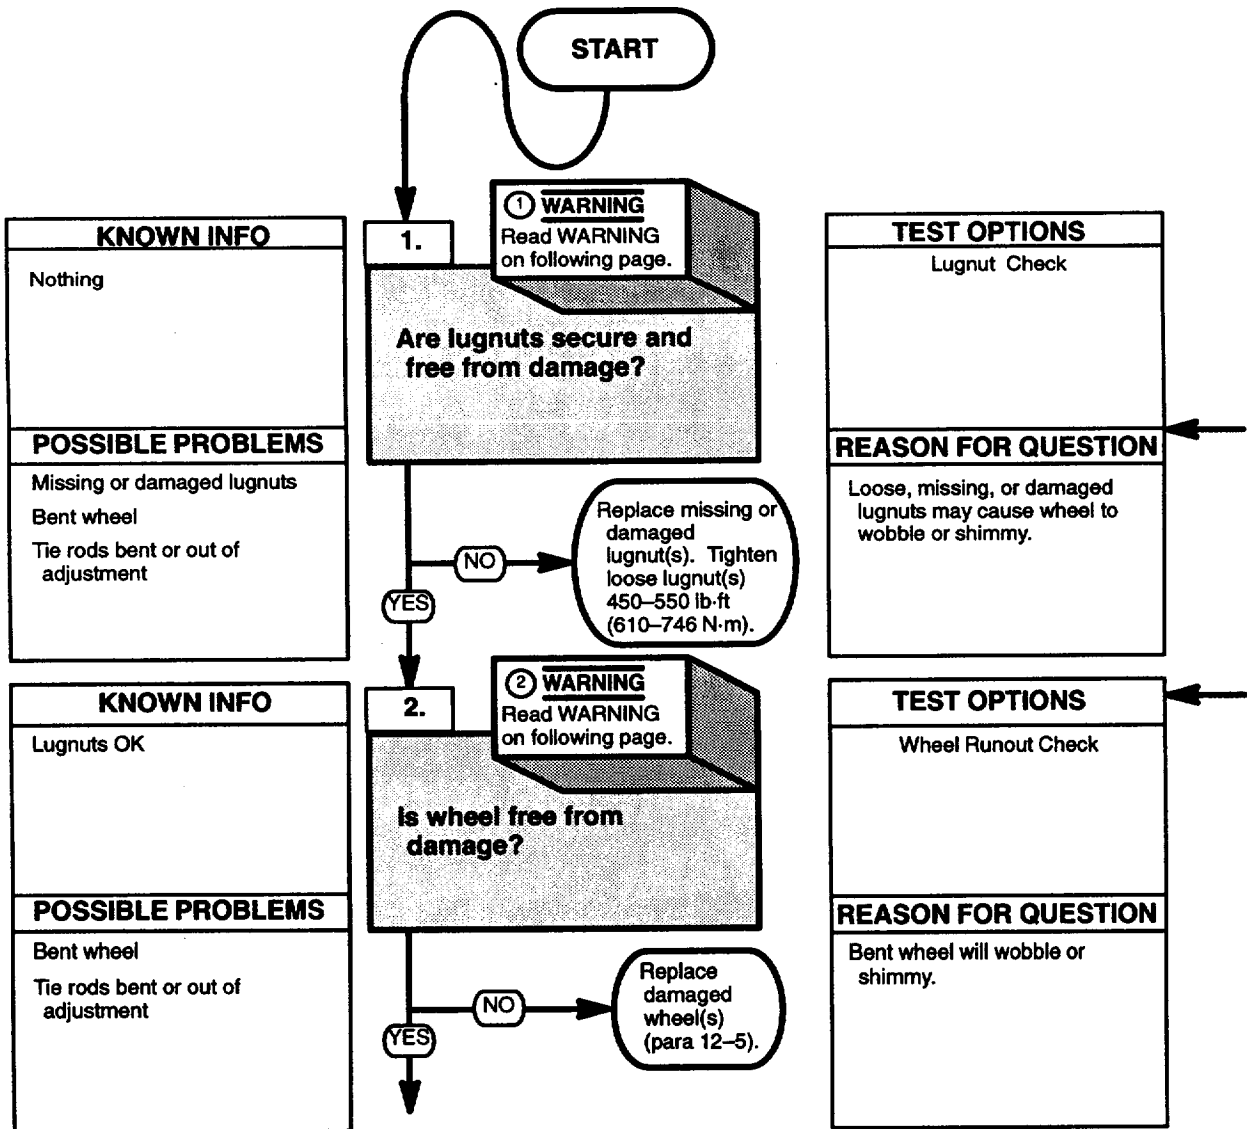 START
KNOWN INFO
Nothing
POSSIBLE PROBLEMS
Missing or damaged lugnuts
Bent wheel
Tie rods bent or out of
adjustment
1.
① WARNING
Read WARNING
on following page.
Are lugnuts secure and
free from damage?
NO
Replace missing or
damaged
lugnut(s). Tighten
loose lugnut(s)
450–550 lb·ft
(610–746 N·m).
YES
TEST OPTIONS
Lugnut Check
REASON FOR QUESTION
Loose, missing, or damaged
lugnuts may cause wheel to
wobble or shimmy.
KNOWN INFO
Lugnuts OK
POSSIBLE PROBLEMS
Bent wheel
Tie rods bent or out of
adjustment
2.
② WARNING
Read WARNING
on following page.
Is wheel free from
damage?
NO
Replace
damaged
wheel(s)
(para 12–5).
YES
TEST OPTIONS
Wheel Runout Check
REASON FOR QUESTION
Bent wheel will wobble or
shimmy.